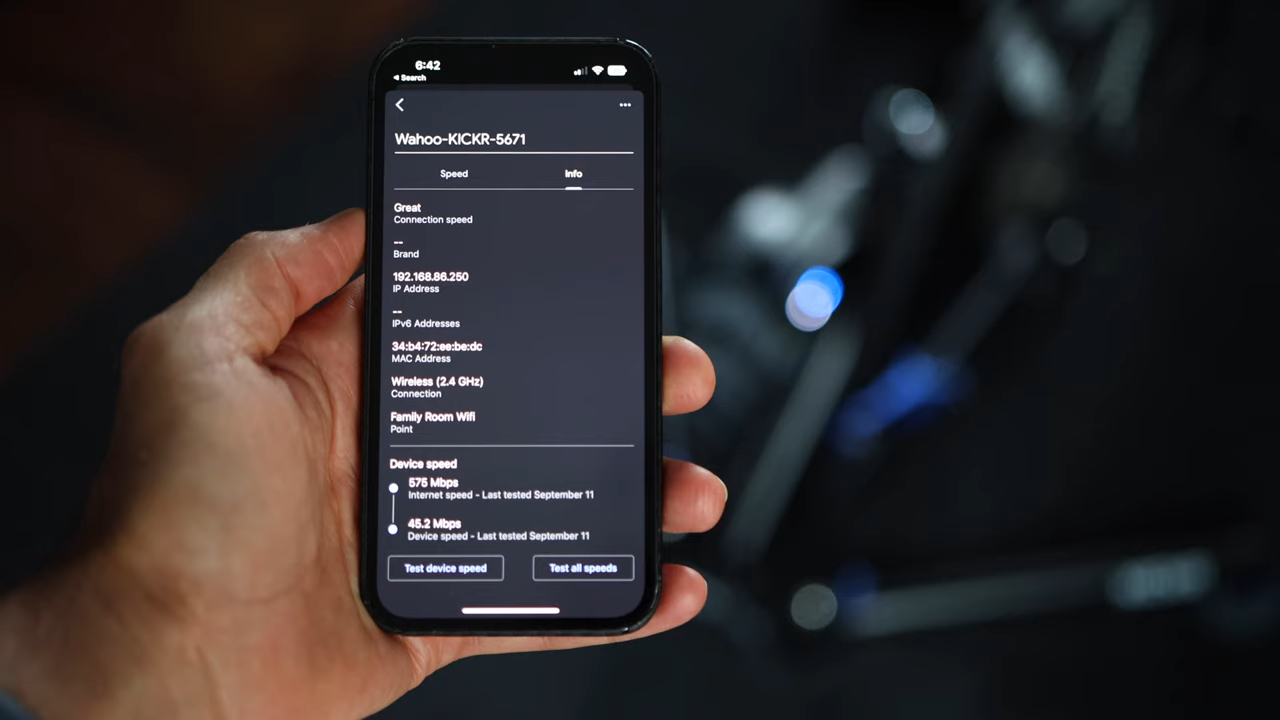 6:42
◀ Search
Wahoo-KICKR-5671
Speed Info
Great
Connection speed
--
Brand
192.168.86.250
IP Address
--
IPv6 Addresses
34:b4:72:ee:be:dc
MAC Address
Wireless (2.4 GHz)
Connection
Family Room Wifi
Point
Device speed
575 Mbps
Internet speed - Last tested September 11
45.2 Mbps
Device speed - Last tested September 11
Test device speed Test all speeds